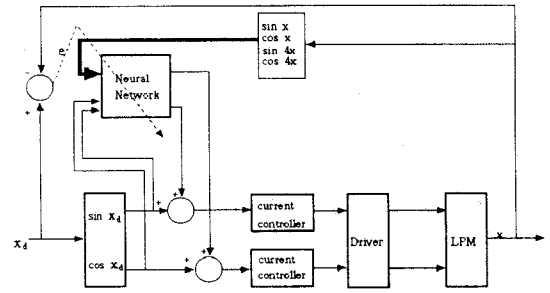 sin x
cos x
sin 4x
cos 4x
-
e
Neural
Network
+
sin x_d
+
+
current
controller
x_d
Driver
LPM
x
cos x_d
+
+
current
controller